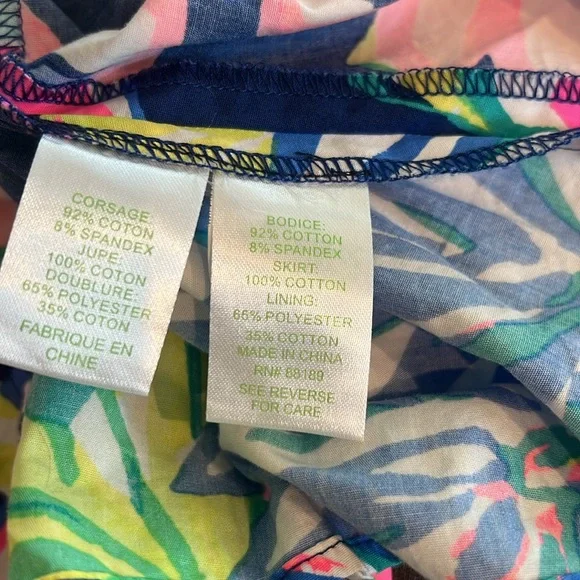 CORSAGE:
92% COTON
8% SPANDEX
JUPE:
100% COTON
DOUBLURE:
65% POLYESTER
35% COTON
FABRIQUE EN
CHINE
BODICE:
92% COTTON
8% SPANDEX
SKIRT:
100% COTTON
LINING:
65% POLYESTER
35% COTTON
MADE IN CHINA
RN# 88189
SEE REVERSE
FOR CARE